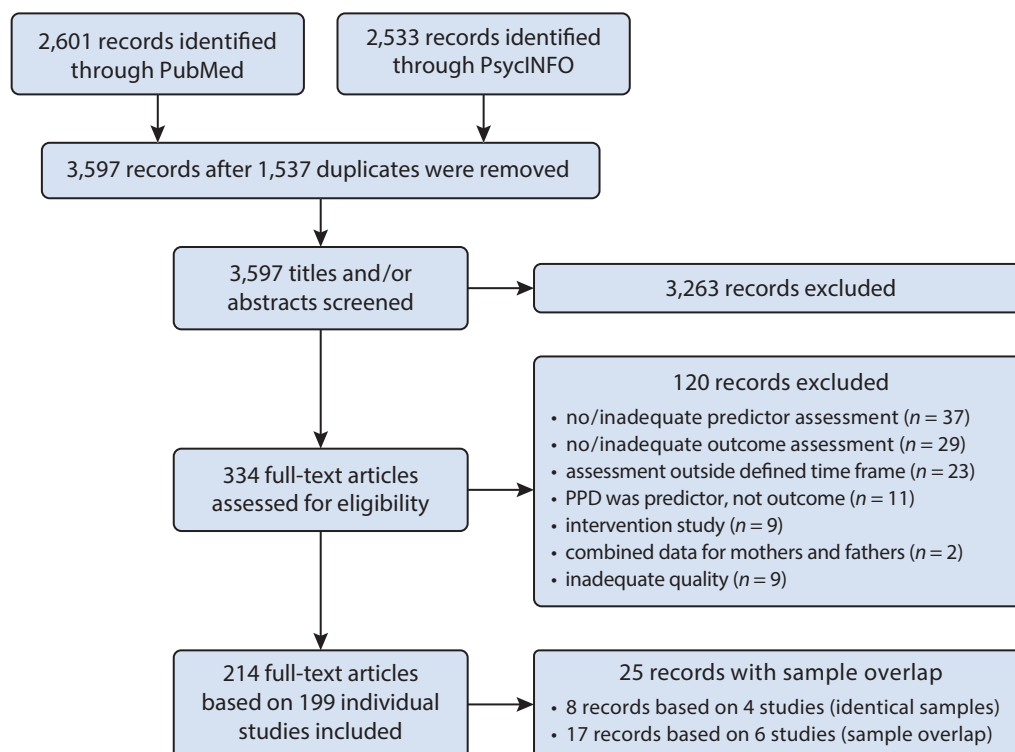 2,601 records identified
through PubMed
2,533 records identified
through PsycINFO
3,597 records after 1,537 duplicates were removed
3,597 titles and/or
abstracts screened
3,263 records excluded
334 full-text articles
assessed for eligibility
120 records excluded
• no/inadequate predictor assessment (n = 37)
• no/inadequate outcome assessment (n = 29)
• assessment outside defined time frame (n = 23)
• PPD was predictor, not outcome (n = 11)
• intervention study (n = 9)
• combined data for mothers and fathers (n = 2)
• inadequate quality (n = 9)
214 full-text articles
based on 199 individual
studies included
25 records with sample overlap
• 8 records based on 4 studies (identical samples)
• 17 records based on 6 studies (sample overlap)